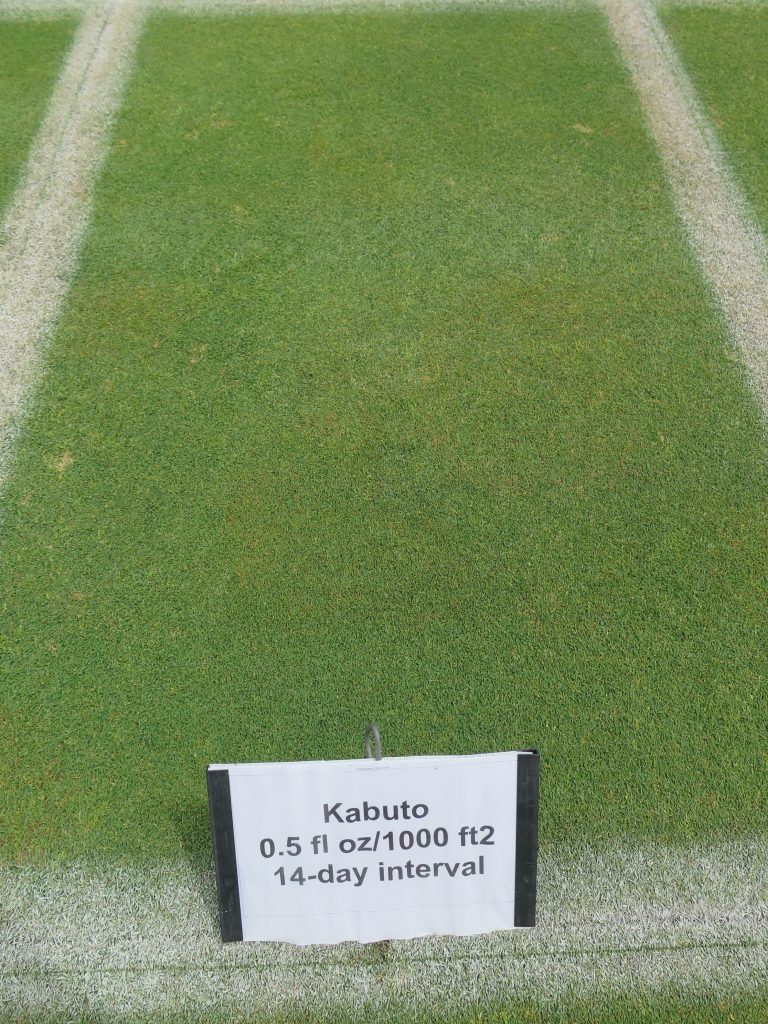 Kabuto
0.5 fl oz/1000 ft2
14-day interval